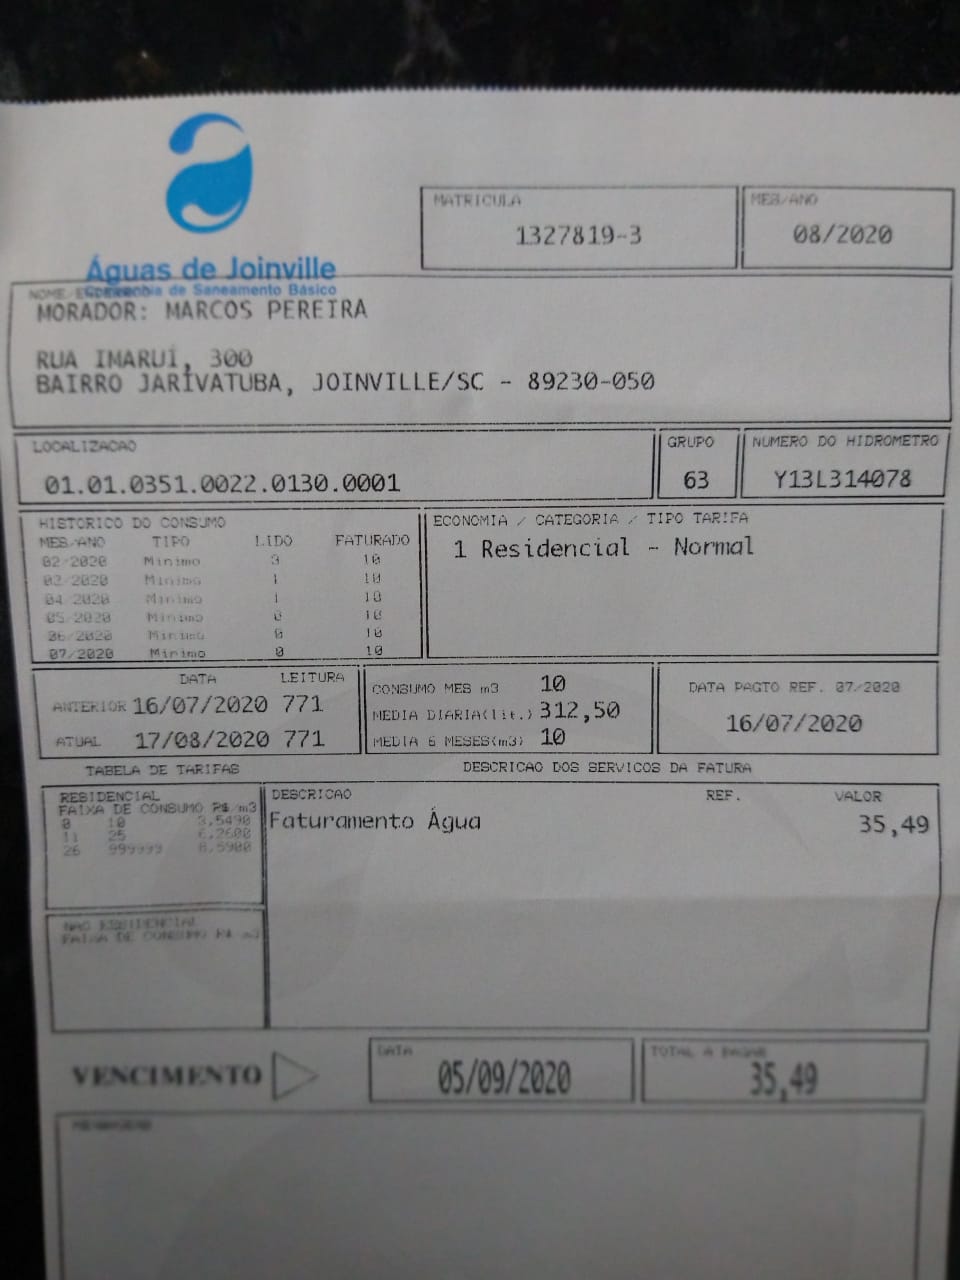 Águas de Joinville
Companhia de Saneamento Básico
MATRICULA
1327819-3
MES/ANO
08/2020
MORADOR: MARCOS PEREIRA
RUA IMARUÍ, 300
BAIRRO JARIVATUBA, JOINVILLE/SC - 89230-050
LOCALIZACAO
01.01.0351.0022.0130.0001
GRUPO
63
NUMERO DO HIDROMETRO
Y13L314078
HISTORICO DO CONSUMO
MES/ANO TIPO LIDO FATURADO
02/2020 Minimo 3 10
03/2020 Minimo 1 10
04/2020 Minimo 1 10
05/2020 Minimo 0 10
06/2020 Minimo 0 10
07/2020 Minimo 0 10
ECONOMIA / CATEGORIA / TIPO TARIFA
1 Residencial - Normal
DATA LEITURA
ANTERIOR 16/07/2020 771
ATUAL 17/08/2020 771
CONSUMO MES m3 10
MEDIA DIARIA(lit.) 312,50
MEDIA 6 MESES(m3) 10
DATA PAGTO REF. 07/2020
16/07/2020
TABELA DE TARIFAS
DESCRICAO DOS SERVICOS DA FATURA
RESIDENCIAL
FAIXA DE CONSUMO R$/m3
0 10 3,5490
11 25 6,2600
26 999999 8,5900
NAO RESIDENCIAL
FAIXA DE CONSUMO R$ m3
DESCRICAO REF. VALOR
Faturamento Água 35,49
VENCIMENTO
DATA
05/09/2020
TOTAL A PAGAR
35,49